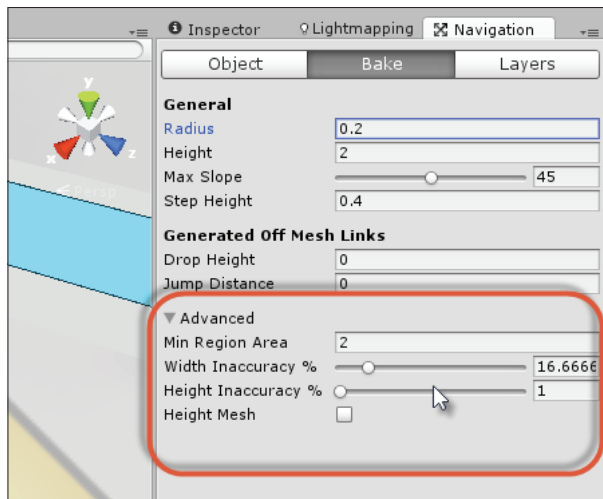 Inspector Lightmapping Navigation
Object Bake Layers
y
x z
Persp
General
Radius 0.2
Height 2
Max Slope 45
Step Height 0.4
Generated Off Mesh Links
Drop Height 0
Jump Distance 0
Advanced
Min Region Area 2
Width Inaccuracy % 16.6666
Height Inaccuracy % 1
Height Mesh